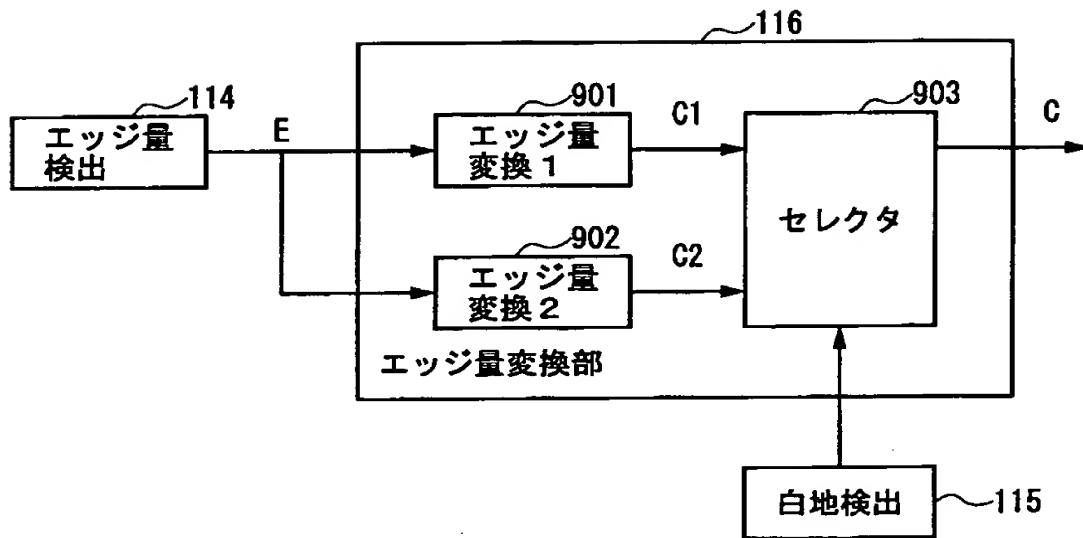 116
114
エッジ量
検出
E
901
エッジ量
変換1
C1
903
セレクタ
C
902
エッジ量
変換2
C2
エッジ量変換部
白地検出
115